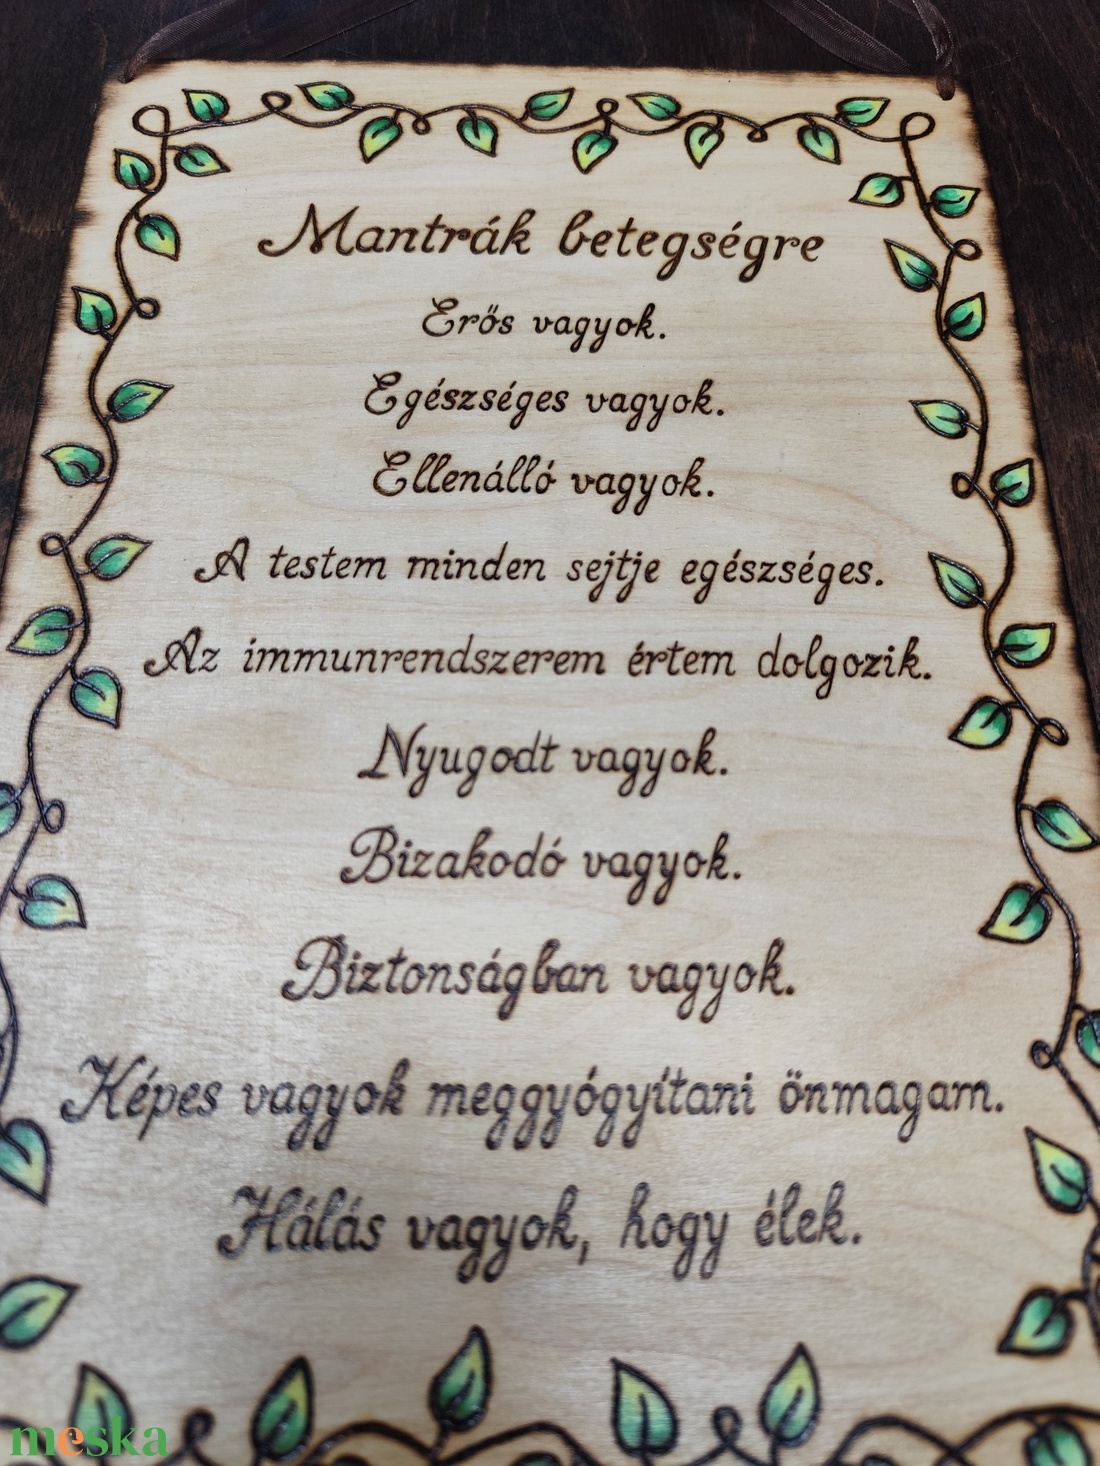 Mantrák betegségre
Erős vagyok.
Egészséges vagyok.
Ellenálló vagyok.
A testem minden sejtje egészséges.
Az immunrendszerem értem dolgozik.
Nyugodt vagyok.
Bizakodó vagyok.
Biztonságban vagyok.
Képes vagyok meggyógyítani önmagam.
Hálás vagyok, hogy élek.
meska